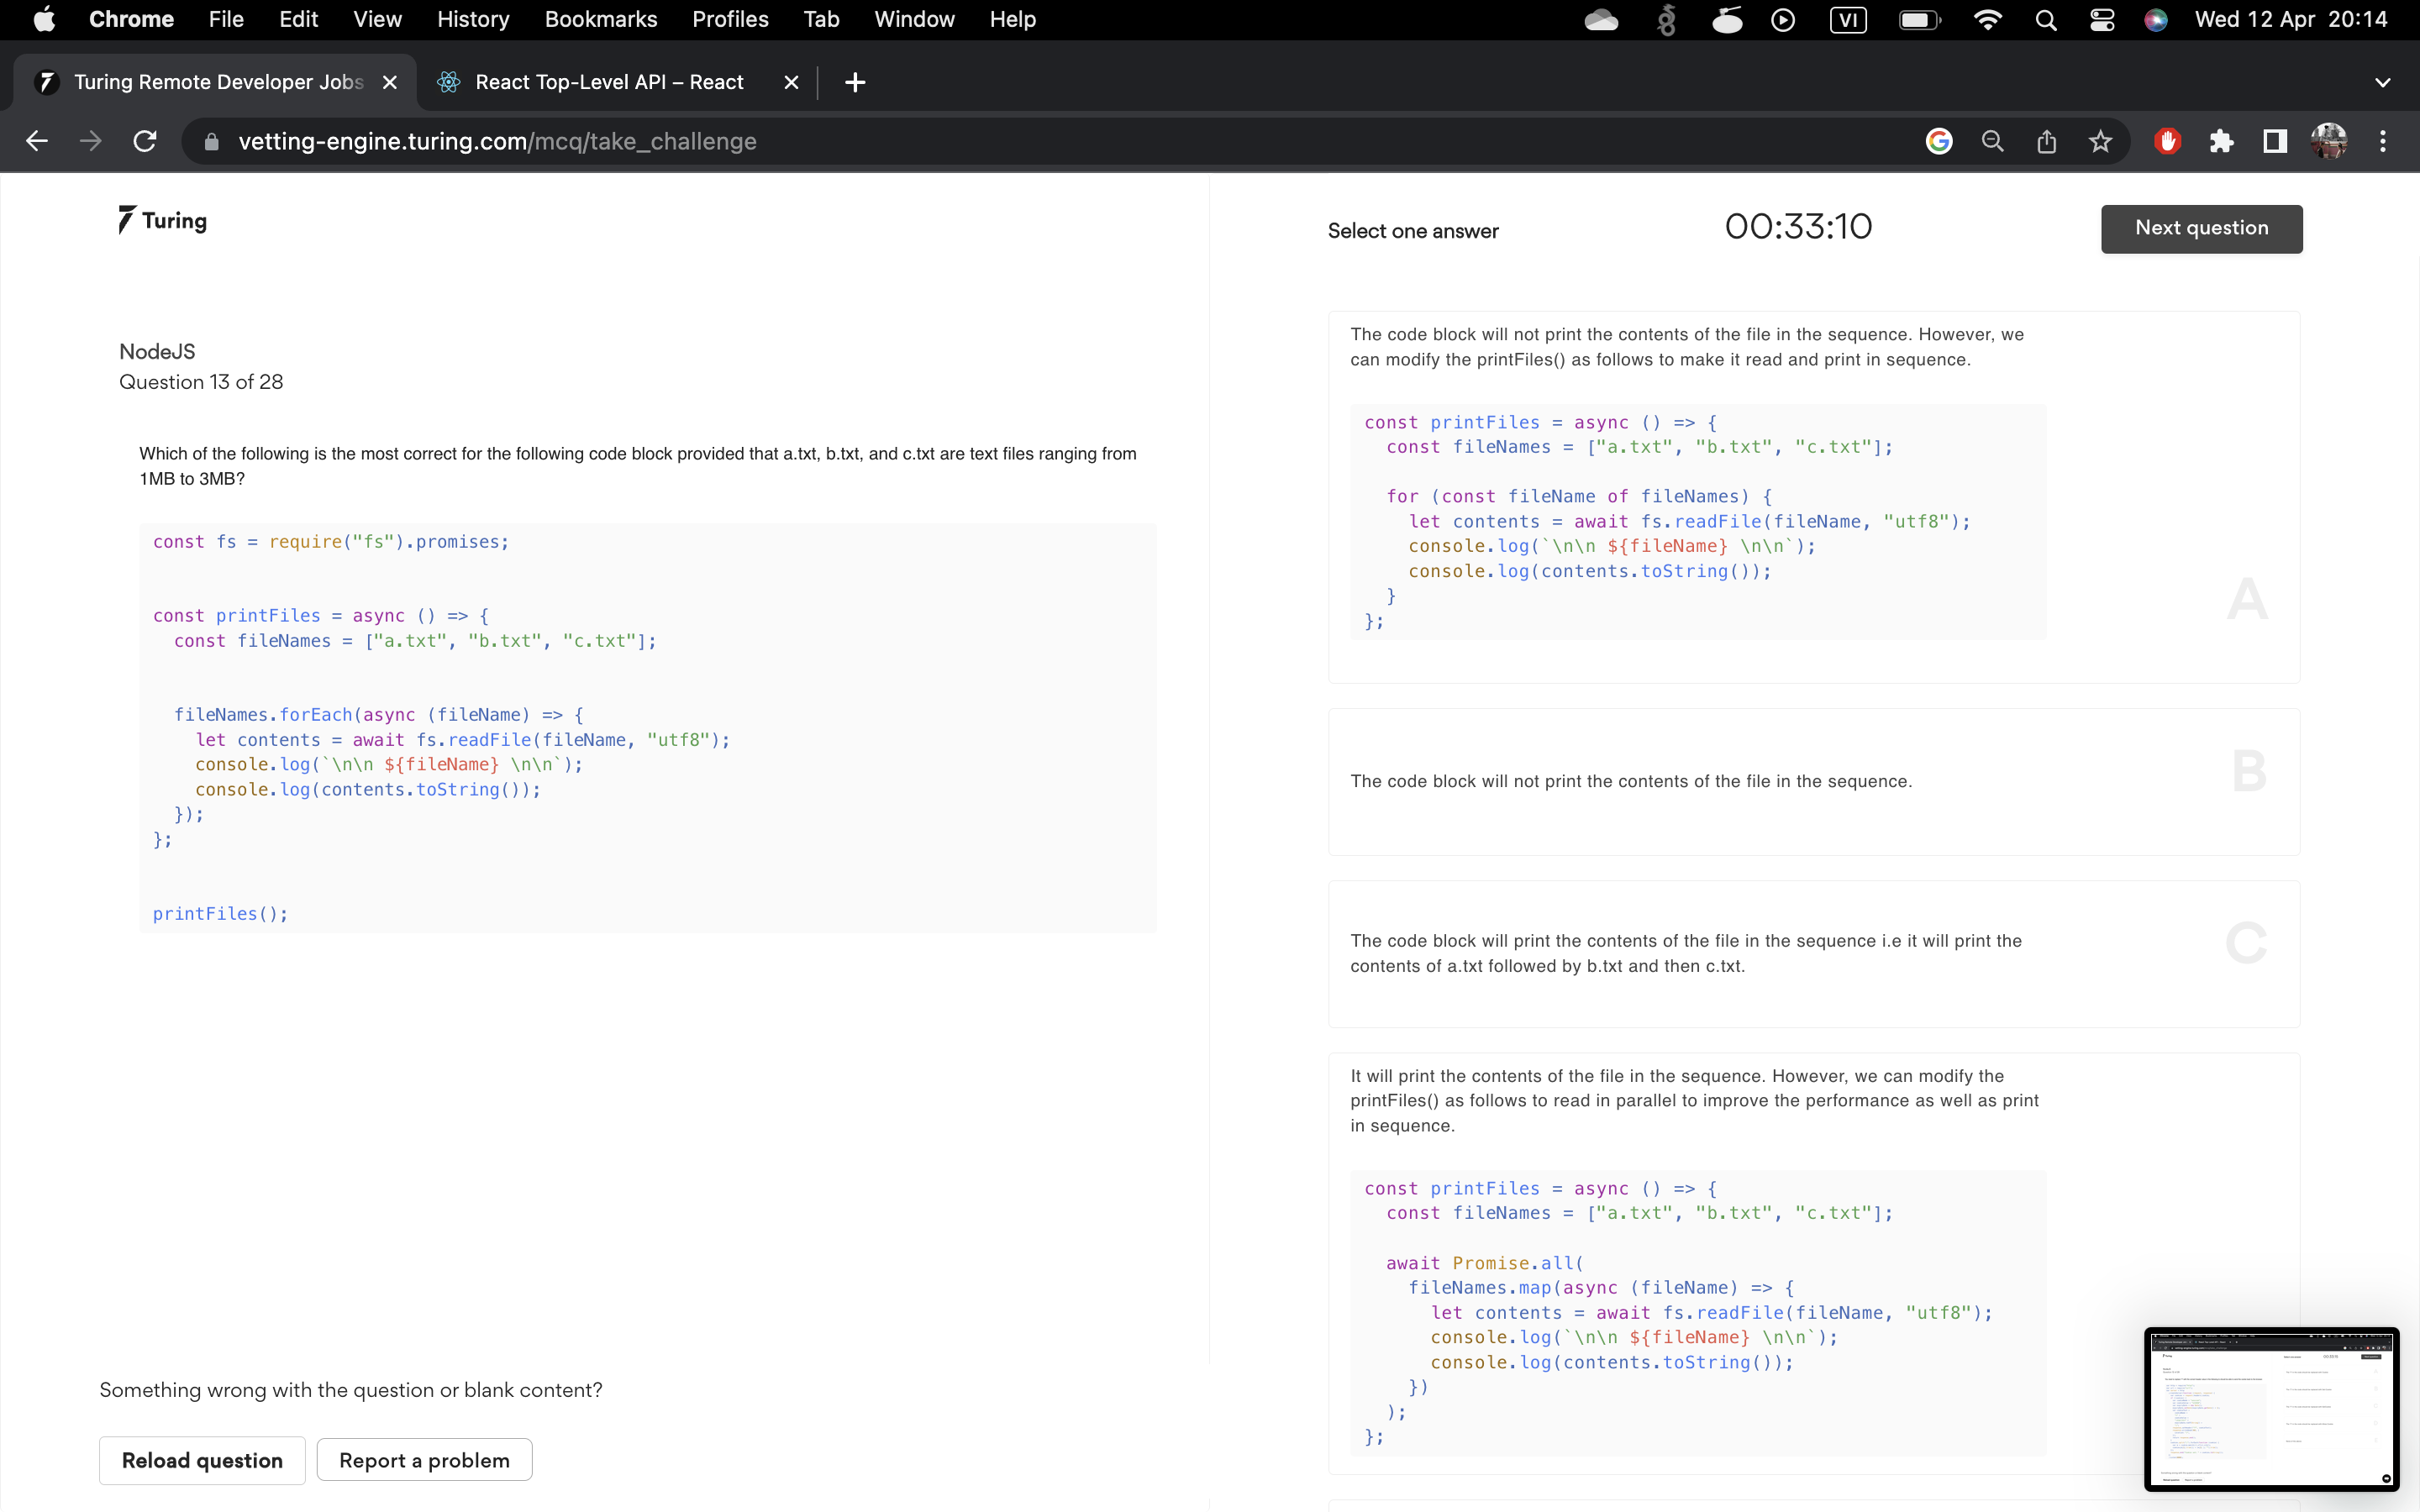 Chrome File Edit View History Bookmarks Profiles Tab Window Help VI Wed 12 Apr 20:14
Turing Remote Developer Jobs
React Top-Level API – React
vetting-engine.turing.com/mcq/take_challenge
Turing
Select one answer
00:33:10
Next question
NodeJS
Question 13 of 28
Which of the following is the most correct for the following code block provided that a.txt, b.txt, and c.txt are text files ranging from
1MB to 3MB?
const fs = require("fs").promises;
const printFiles = async () => {
const fileNames = ["a.txt", "b.txt", "c.txt"];
fileNames.forEach(async (fileName) => {
let contents = await fs.readFile(fileName, "utf8");
console.log(`\n\n ${fileName} \n\n`);
console.log(contents.toString());
});
};
printFiles();
Something wrong with the question or blank content?
Reload question
Report a problem
The code block will not print the contents of the file in the sequence. However, we
can modify the printFiles() as follows to make it read and print in sequence.
const printFiles = async () => {
const fileNames = ["a.txt", "b.txt", "c.txt"];
for (const fileName of fileNames) {
let contents = await fs.readFile(fileName, "utf8");
console.log(`\n\n ${fileName} \n\n`);
console.log(contents.toString());
}
};
A
The code block will not print the contents of the file in the sequence.
B
The code block will print the contents of the file in the sequence i.e it will print the
contents of a.txt followed by b.txt and then c.txt.
C
It will print the contents of the file in the sequence. However, we can modify the
printFiles() as follows to read in parallel to improve the performance as well as print
in sequence.
const printFiles = async () => {
const fileNames = ["a.txt", "b.txt", "c.txt"];
await Promise.all(
fileNames.map(async (fileName) => {
let contents = await fs.readFile(fileName, "utf8");
console.log(`\n\n ${fileName} \n\n`);
console.log(contents.toString());
})
);
};